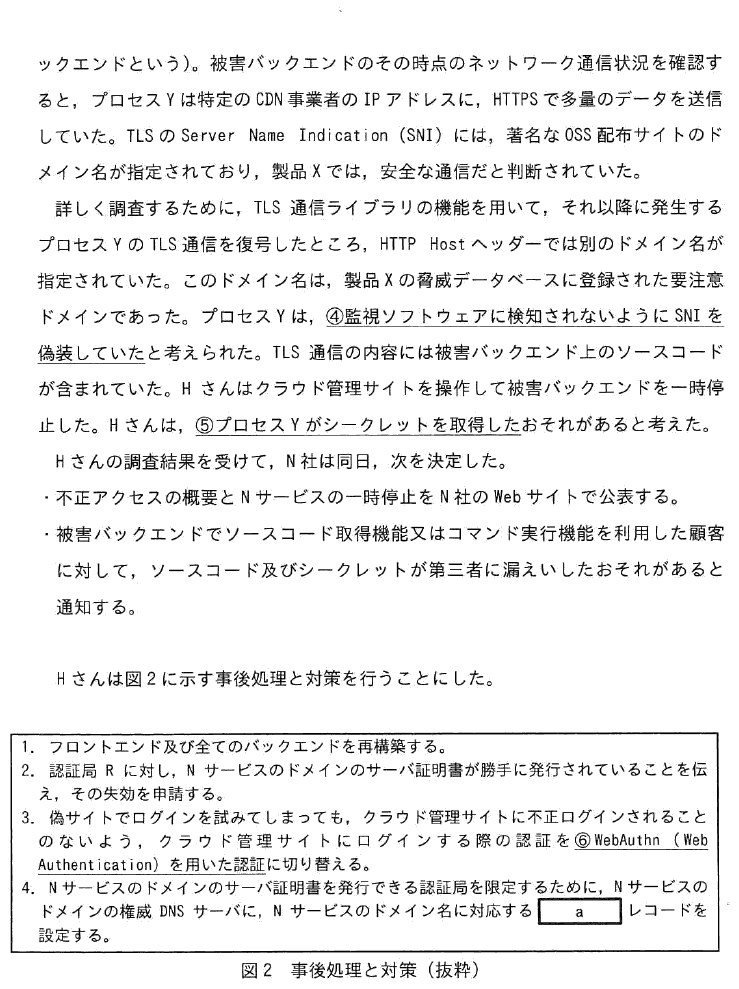 ックエンドという)。被害バックエンドのその時点のネットワーク通信状況を確認す
ると，プロセスYは特定のCDN事業者のIPアドレスに，HTTPSで多量のデータを送信
していた。TLSのServer Name Indication（SNI）には，著名なOSS配布サイトのド
メイン名が指定されており，製品Xでは，安全な通信だと判断されていた。
詳しく調査するために，TLS通信ライブラリの機能を用いて，それ以降に発生する
プロセスYのTLS通信を復号したところ，HTTP Hostヘッダーでは別のドメイン名が
指定されていた。このドメイン名は，製品Xの脅威データベースに登録された要注意
ドメインであった。プロセスYは，④監視ソフトウェアに検知されないようにSNIを
偽装していたと考えられた。TLS通信の内容には被害バックエンド上のソースコード
が含まれていた。Hさんはクラウド管理サイトを操作して被害バックエンドを一時停
止した。Hさんは，⑤プロセスYがシークレットを取得したおそれがあると考えた。
Hさんの調査結果を受けて，N社は同日，次を決定した。
・不正アクセスの概要とNサービスの一時停止をN社のWebサイトで公表する。
・被害バックエンドでソースコード取得機能又はコマンド実行機能を利用した顧客
に対して，ソースコード及びシークレットが第三者に漏えいしたおそれがあると
通知する。
Hさんは図2に示す事後処理と対策を行うことにした。
1．フロントエンド及び全てのバックエンドを再構築する。
2．認証局Rに対し，Nサービスのドメインのサーバ証明書が勝手に発行されていることを伝
え，その失効を申請する。
3．偽サイトでログインを試みてしまっても，クラウド管理サイトに不正ログインされること
のないよう，クラウド管理サイトにログインする際の認証を⑥WebAuthn（Web
Authentication）を用いた認証に切り替える。
4．Nサービスのドメインのサーバ証明書を発行できる認証局を限定するために，Nサービスの
ドメインの権威DNSサーバに，Nサービスのドメイン名に対応する a レコードを
設定する。
図2 事後処理と対策（抜粋）